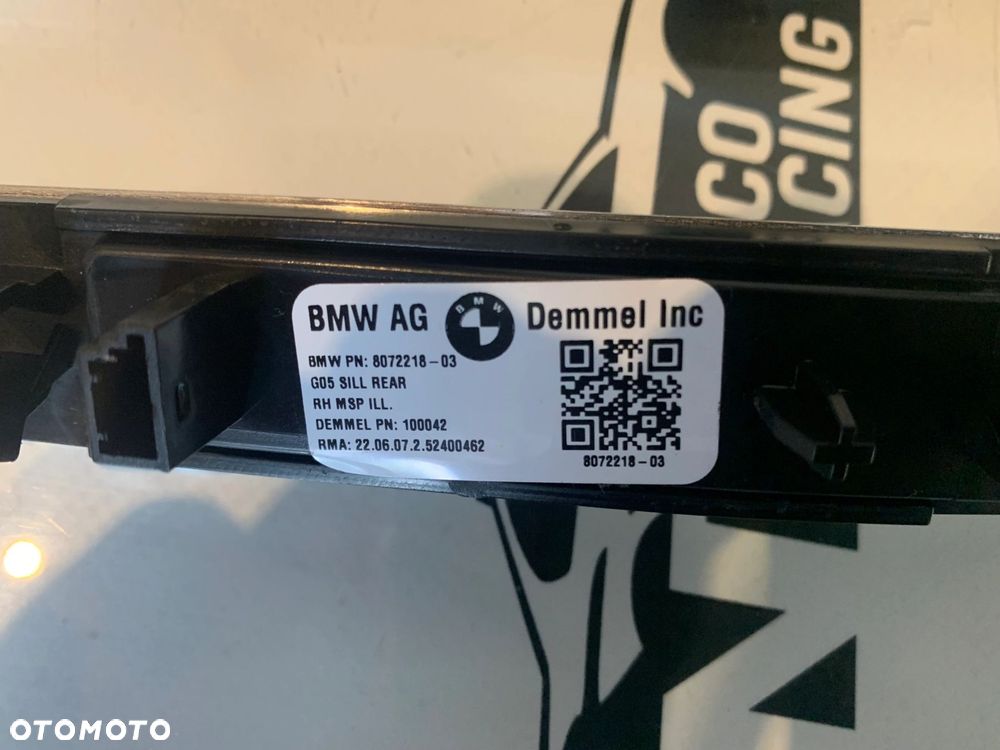 CO
CING
BMW AG
BMW
Demmel Inc
BMW PN: 8072218-03
G05 SILL REAR
RH MSP ILL.
DEMMEL PN: 100042
RMA: 22.06.07.2.52400462
8072218-03
OTOMOTO